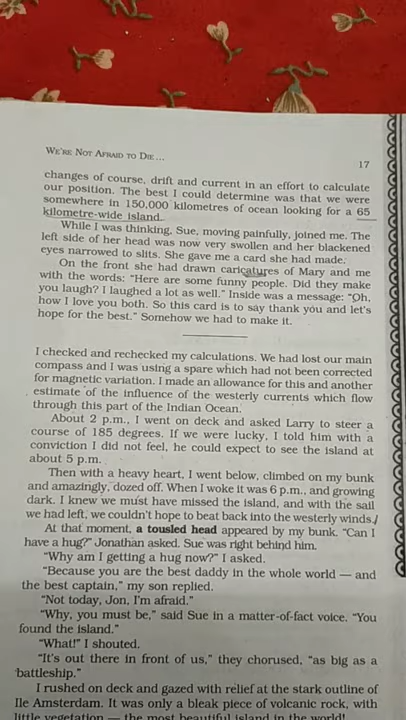 WE'RE NOT AFRAID TO DIE...
17
changes of course, drift and current in an effort to calculate
our position. The best I could determine was that we were
somewhere in 150,000 kilometres of ocean looking for a 65
kilometre-wide island.
While I was thinking, Sue, moving painfully, joined me. The
left side of her head was now very swollen and her blackened
eyes narrowed to slits. She gave me a card she had made.
On the front she had drawn caricatures of Mary and me
with the words: “Here are some funny people. Did they make
you laugh? I laughed a lot as well.” Inside was a message: “Oh,
how I love you both. So this card is to say thank you and let's
hope for the best.” Somehow we had to make it.
I checked and rechecked my calculations. We had lost our main
compass and I was using a spare which had not been corrected
for magnetic variation. I made an allowance for this and another
estimate of the influence of the westerly currents which flow
through this part of the Indian Ocean.
About 2 p.m., I went on deck and asked Larry to steer a
course of 185 degrees. If we were lucky, I told him with a
conviction I did not feel, he could expect to see the island at
about 5 p.m.
Then with a heavy heart, I went below, climbed on my bunk
and amazingly, dozed off. When I woke it was 6 p.m., and growing
dark. I knew we must have missed the island, and with the sail
we had left, we couldn't hope to beat back into the westerly winds.
At that moment, a tousled head appeared by my bunk. “Can I
have a hug?” Jonathan asked. Sue was right behind him.
“Why am I getting a hug now?” I asked.
“Because you are the best daddy in the whole world — and
the best captain,” my son replied.
“Not today, Jon, I'm afraid.”
“Why, you must be,” said Sue in a matter-of-fact voice. “You
found the island.”
“What!” I shouted.
“It's out there in front of us,” they chorused, “as big as a
battleship.”
I rushed on deck and gazed with relief at the stark outline of
Ile Amsterdam. It was only a bleak piece of volcanic rock, with
little vegetation — the most beautiful island in the world!